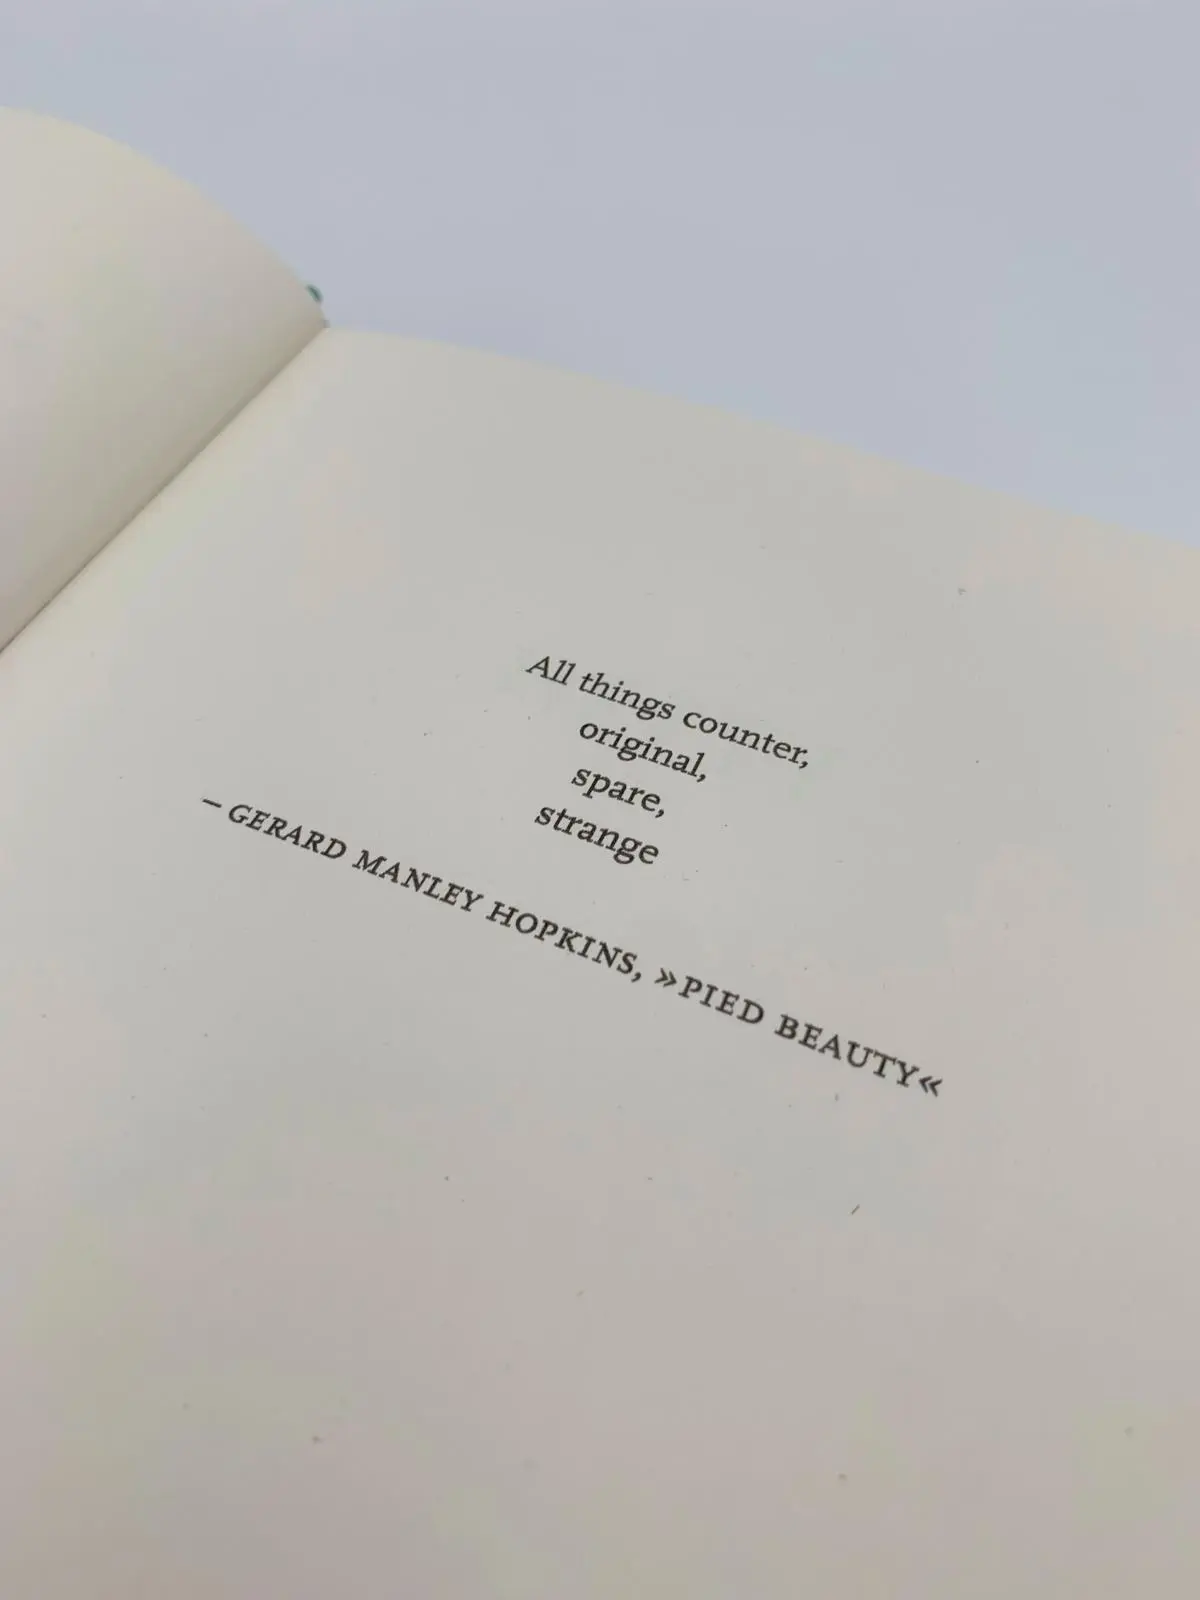 All things counter,
original,
spare,
strange
– GERARD MANLEY HOPKINS, »PIED BEAUTY«